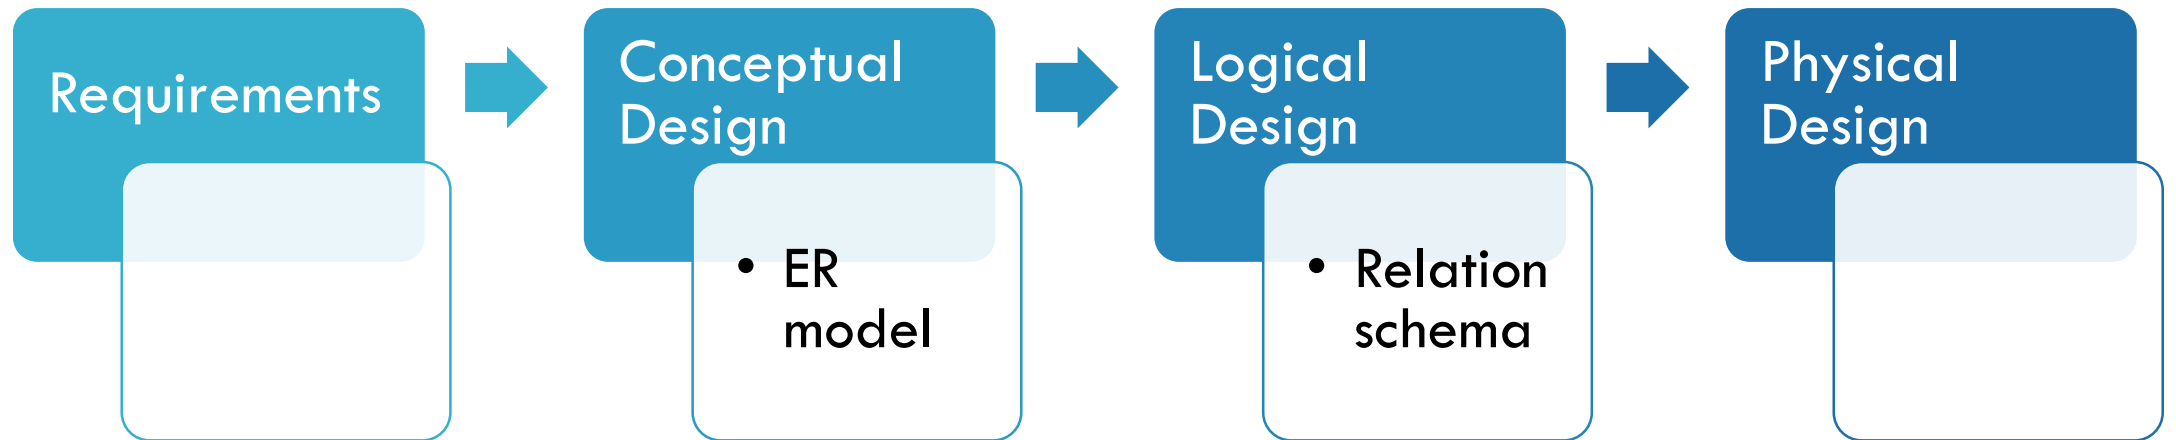 Requirements
Conceptual
Design
• ER
model
Logical
Design
• Relation
schema
Physical
Design